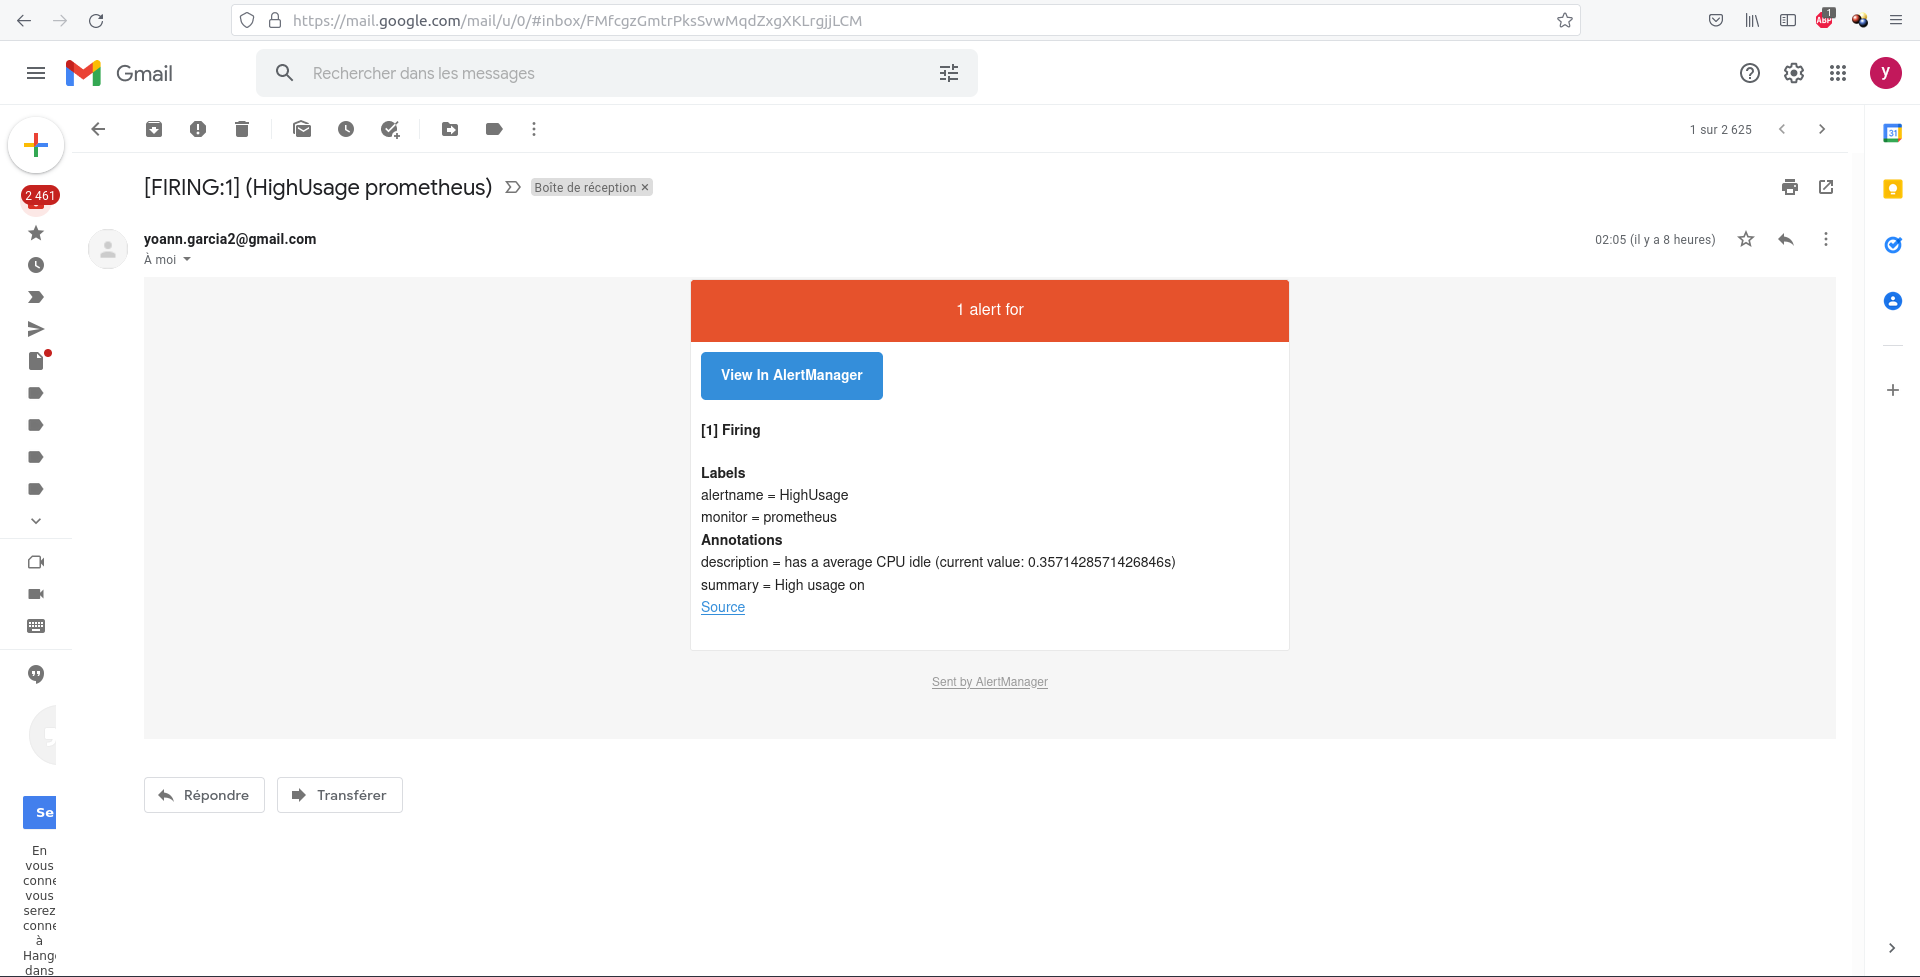 https://mail.google.com/mail/u/0/#inbox/FMfcgzGmtrPksSvwMqdZxgXKLrgjjLCM
ABP
1
Gmail
Rechercher dans les messages
y
1 sur 2 625
31
2 461
[FIRING:1] (HighUsage prometheus)
Boîte de réception ×
yoann.garcia2@gmail.com
02:05 (il y a 8 heures)
À moi
1 alert for
View In AlertManager
[1] Firing
Labels
alertname = HighUsage
monitor = prometheus
Annotations
description = has a average CPU idle (current value: 0.3571428571426846s)
summary = High usage on
Source
Sent by AlertManager
Répondre
Transférer
Se
En
vous
conne
vous
serez
conne
à
Hang
dans